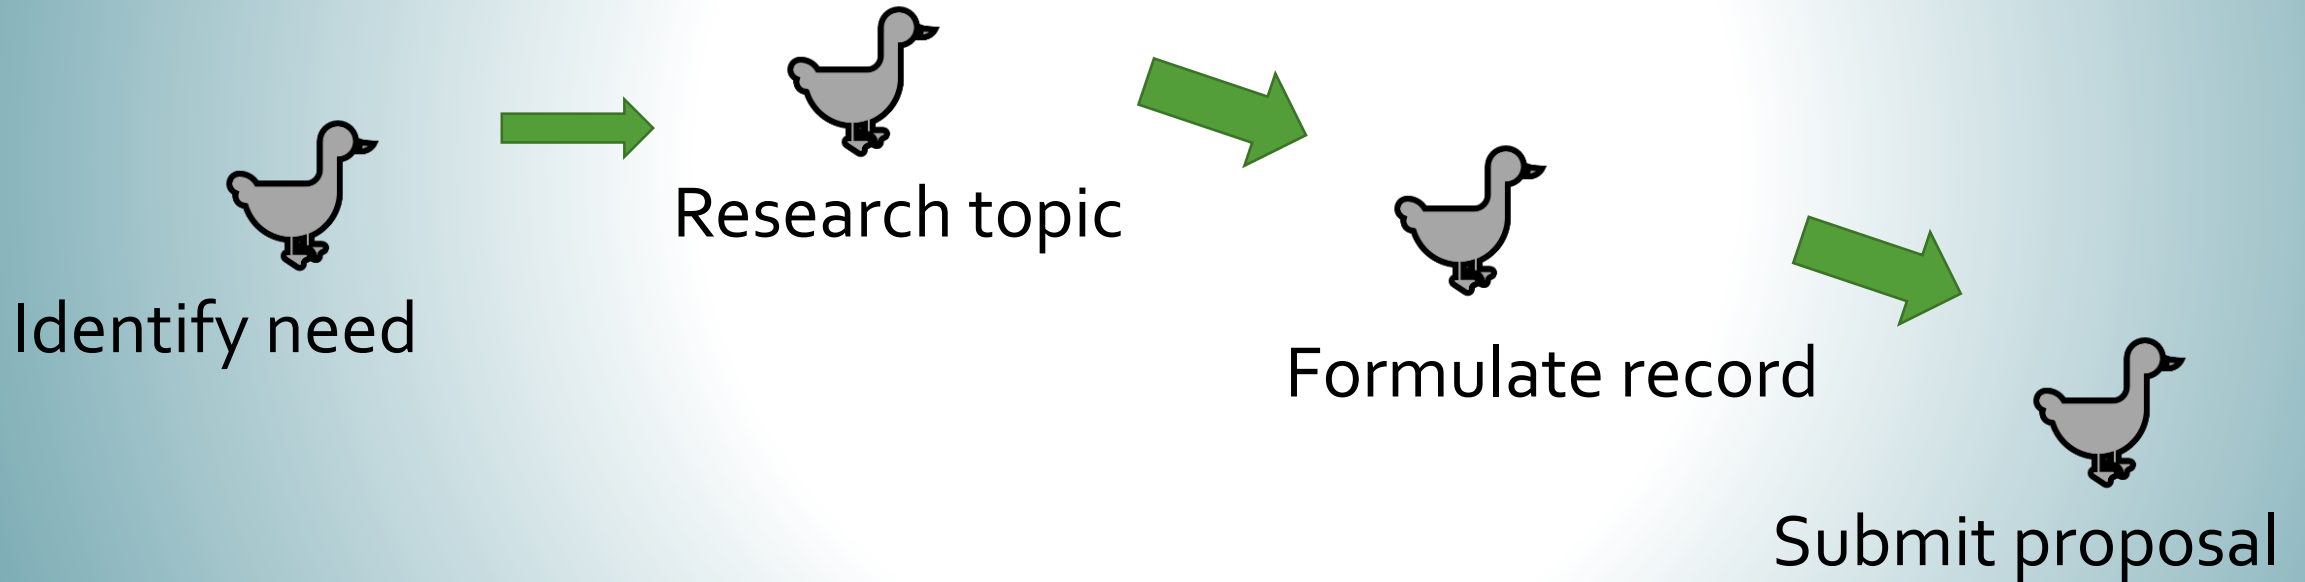 Identify need
Research topic
Formulate record
Submit proposal